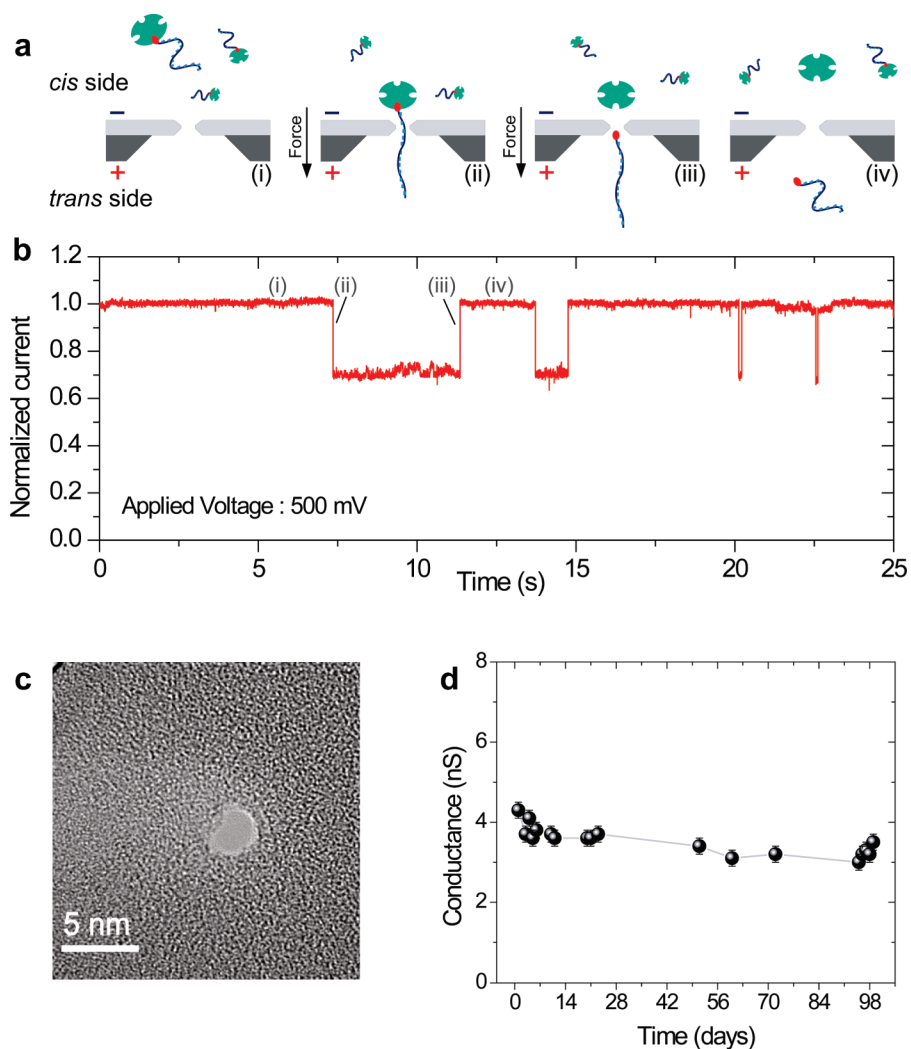 a
cis side
− − − −
Force Force
+ + + +
(i) (ii) (iii) (iv)
trans side
b
1.2
1.0
0.8
0.6
0.4
0.2
0.0
Normalized current
(i) (ii) (iii) (iv)
Applied Voltage : 500 mV
0 5 10 15 20 25
Time (s)
c
5 nm
d
8
6
4
2
0
Conductance (nS)
0 14 28 42 56 70 84 98
Time (days)